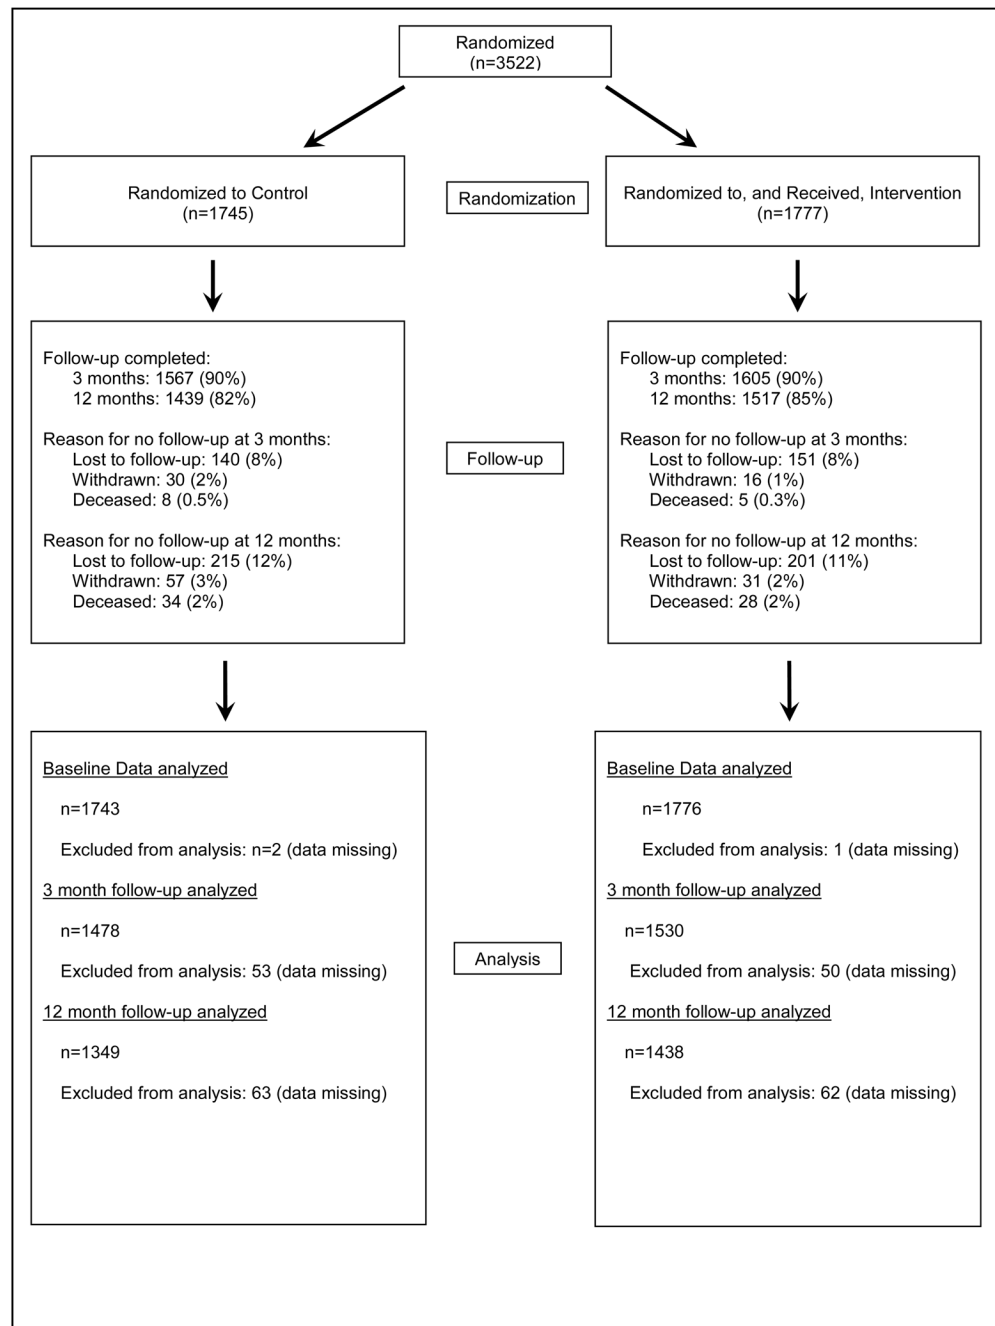 Randomized
(n=3522)
Randomized to Control
(n=1745)
Randomization
Randomized to, and Received, Intervention
(n=1777)
Follow-up completed:
3 months: 1567 (90%)
12 months: 1439 (82%)
Reason for no follow-up at 3 months:
Lost to follow-up: 140 (8%)
Withdrawn: 30 (2%)
Deceased: 8 (0.5%)
Reason for no follow-up at 12 months:
Lost to follow-up: 215 (12%)
Withdrawn: 57 (3%)
Deceased: 34 (2%)
Follow-up
Follow-up completed:
3 months: 1605 (90%)
12 months: 1517 (85%)
Reason for no follow-up at 3 months:
Lost to follow-up: 151 (8%)
Withdrawn: 16 (1%)
Deceased: 5 (0.3%)
Reason for no follow-up at 12 months:
Lost to follow-up: 201 (11%)
Withdrawn: 31 (2%)
Deceased: 28 (2%)
Baseline Data analyzed
n=1743
Excluded from analysis: n=2 (data missing)
3 month follow-up analyzed
n=1478
Excluded from analysis: 53 (data missing)
12 month follow-up analyzed
n=1349
Excluded from analysis: 63 (data missing)
Analysis
Baseline Data analyzed
n=1776
Excluded from analysis: 1 (data missing)
3 month follow-up analyzed
n=1530
Excluded from analysis: 50 (data missing)
12 month follow-up analyzed
n=1438
Excluded from analysis: 62 (data missing)